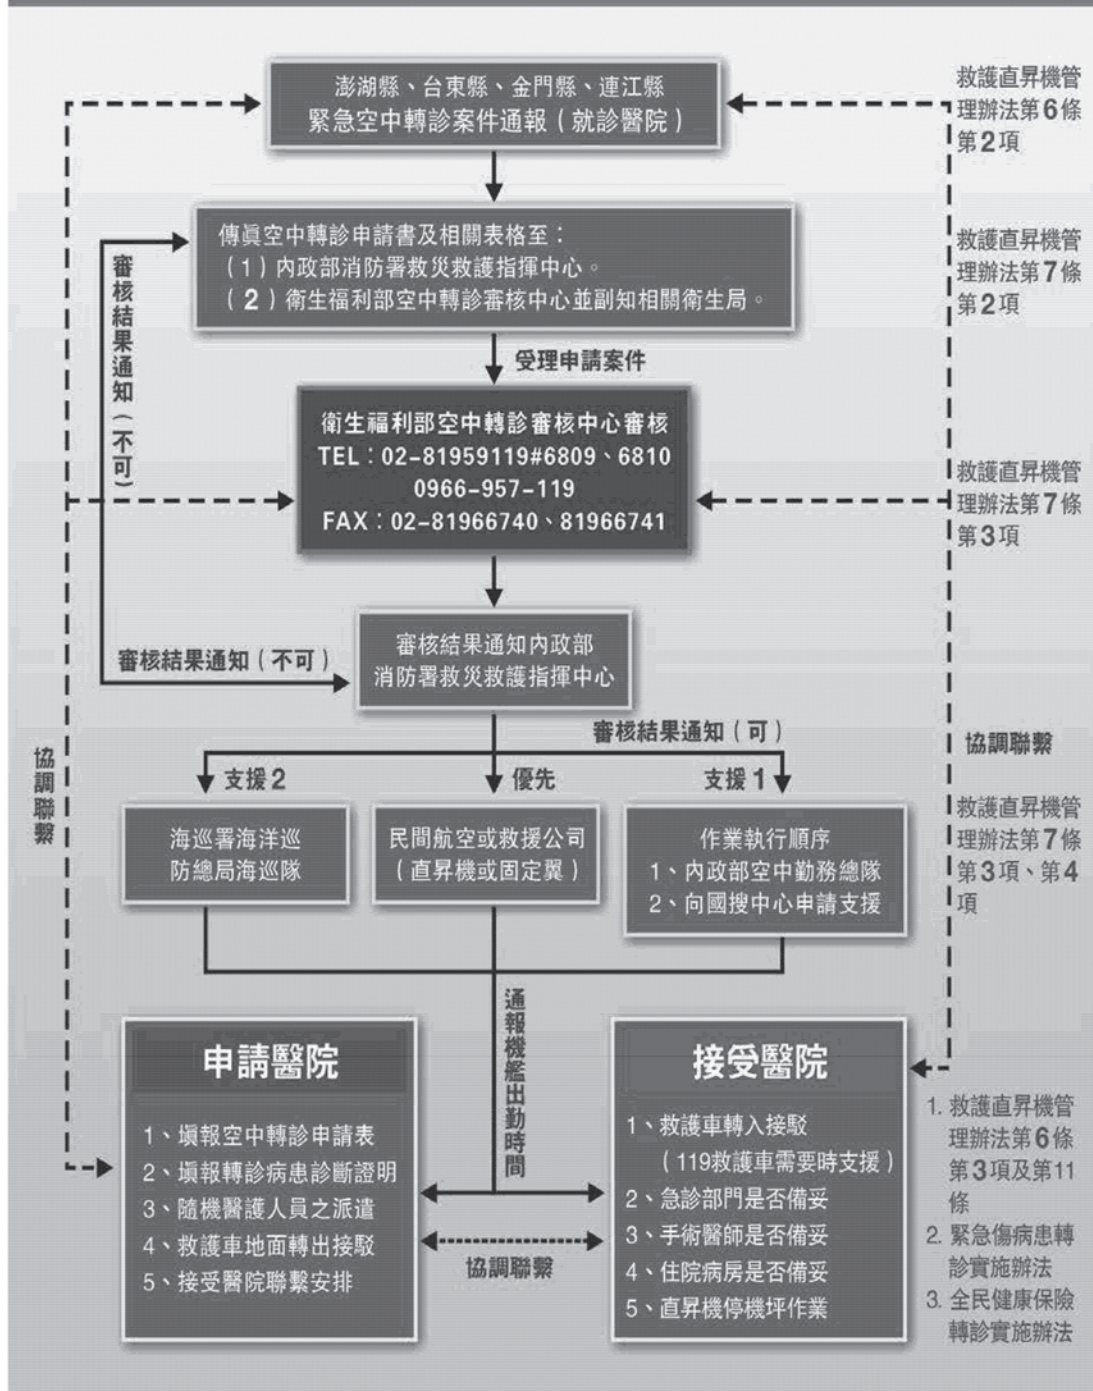 澎湖縣、台東縣、金門縣、連江縣
緊急空中轉診案件通報（就診醫院）
救護直昇機管
理辦法第6條
第2項
傳眞空中轉診申請書及相關表格至：
（1）內政部消防署救災救護指揮中心。
（2）衛生福利部空中轉診審核中心並副知相關衛生局。
救護直昇機管
理辦法第7條
第2項
審核結果通知（不可）
受理申請案件
衛生福利部空中轉診審核中心審核
TEL：02-81959119#6809、6810
0966-957-119
FAX：02-81966740、81966741
救護直昇機管
理辦法第7條
第3項
審核結果通知內政部
消防署救災救護指揮中心
審核結果通知（不可）
審核結果通知（可）
協調聯繫
協調聯繫
支援2
優先
支援1
海巡署海洋巡
防總局海巡隊
民間航空或救援公司
（直昇機或固定翼）
作業執行順序
1、內政部空中勤務總隊
2、向國搜中心申請支援
救護直昇機管
理辦法第7條
第3項、第4
項
通報機艦出勤時間
申請醫院
1、塡報空中轉診申請表
2、塡報轉診病患診斷證明
3、隨機醫護人員之派遣
4、救護車地面轉出接駁
5、接受醫院聯繫安排
協調聯繫
接受醫院
1、救護車轉入接駁
（119救護車需要時支援）
2、急診部門是否備妥
3、手術醫師是否備妥
4、住院病房是否備妥
5、直昇機停機坪作業
1. 救護直昇機管
理辦法第6條
第3項及第11
條
2. 緊急傷病患轉
診實施辦法
3. 全民健康保險
轉診實施辦法